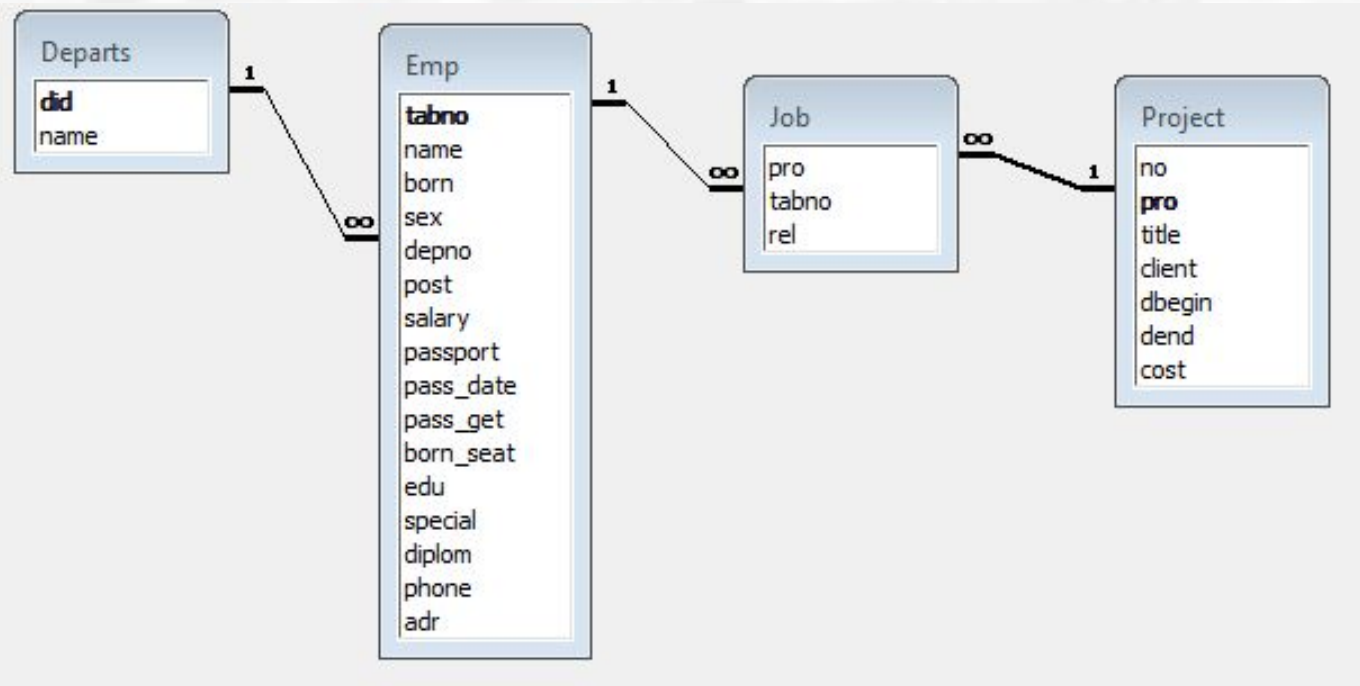 Departs
did
name
1
∞
Emp
tabno
name
born
sex
depno
post
salary
passport
pass_date
pass_get
born_seat
edu
special
diplom
phone
adr
1
∞
Job
pro
tabno
rel
∞
1
Project
no
pro
title
client
dbegin
dend
cost